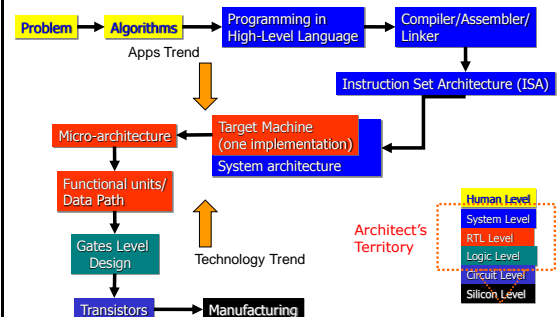 Problem
Algorithms
Programming in
High-Level Language
Compiler/Assembler/
Linker
Apps Trend
Instruction Set Architecture (ISA)
Micro-architecture
Target Machine
(one implementation)
System architecture
Functional units/
Data Path
Gates Level
Design
Technology Trend
Transistors
Manufacturing
Architect's
Territory
Human Level
System Level
RTL Level
Logic Level
Circuit Level
Silicon Level